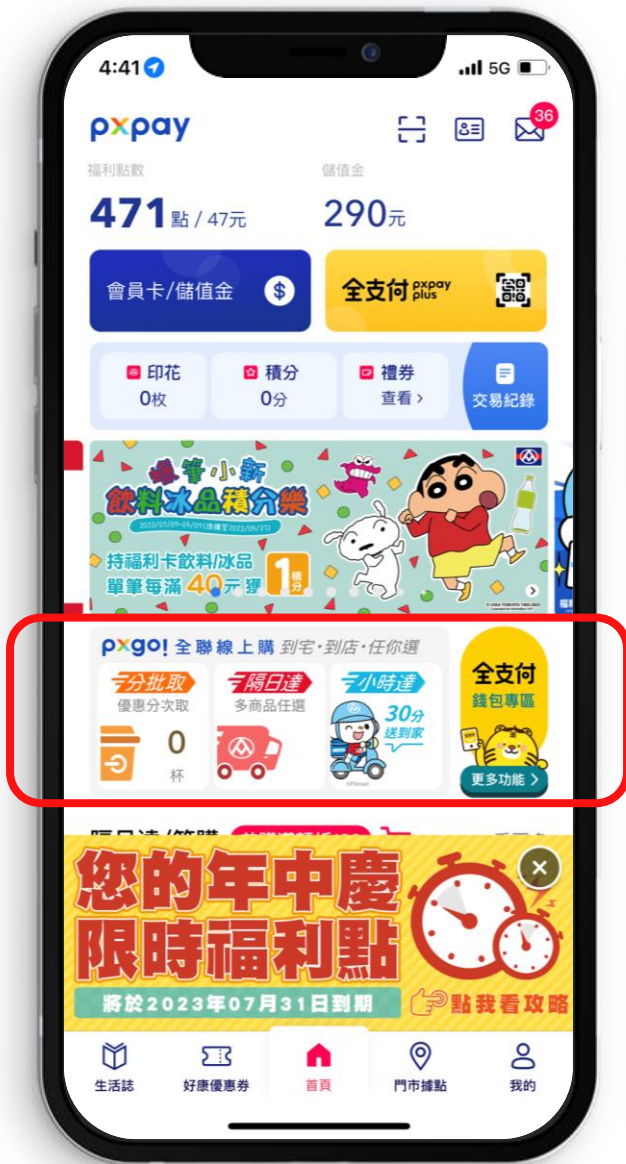 4:41
5G
pxpay
36
福利點數
儲值金
471點 / 47元
290元
會員卡/儲值金
$
全支付 pxpay plus
印花
0枚
積分
0分
禮券
查看 ›
交易紀錄
蠟筆小新
飲料冰品積分樂
持福利卡飲料/冰品
單筆每滿40元獲 1積分
pxgo! 全聯線上購 到宅・到店・任你選
分批取
優惠分次取
0
杯
隔日達
多商品任選
小時達
30分
送到家
全支付
錢包專區
更多功能 >
您的年中慶
限時福利點
將於2023年07月31日到期
點我看攻略
生活誌
好康優惠券
首頁
門市據點
我的